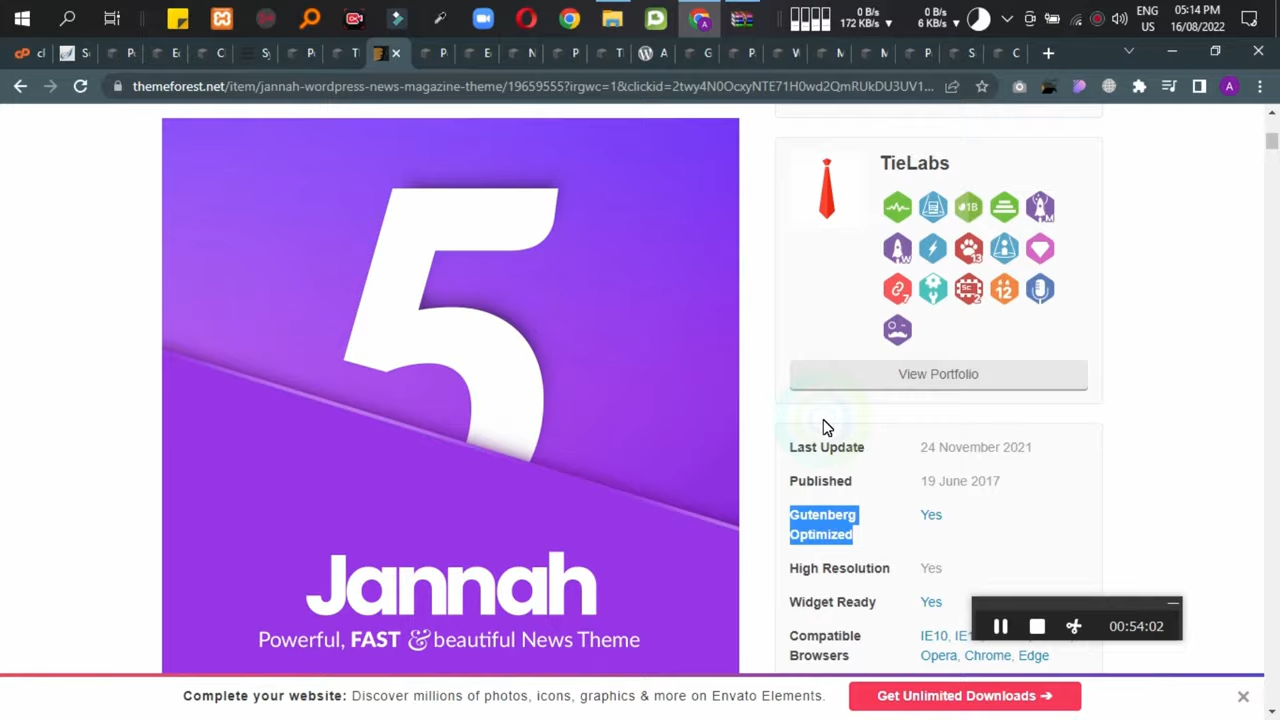 0 B/s
172 KB/s
0 B/s
6 KB/s
ENG
US
05:14 PM
16/08/2022
themeforest.net/item/jannah-wordpress-news-magazine-theme/19659555?irgwc=1&clickid=2twy4N0OcxyNTE71H0wd2QmRUkDU3UV1...
A
5
Jannah
Powerful, FAST & beautiful News Theme
TieLabs
View Portfolio
Last Update 24 November 2021
Published 19 June 2017
Gutenberg Yes
Optimized
High Resolution Yes
Widget Ready Yes
Compatible IE10,
Browsers Opera, Chrome, Edge
00:54:02
Complete your website: Discover millions of photos, icons, graphics & more on Envato Elements.
Get Unlimited Downloads ➔